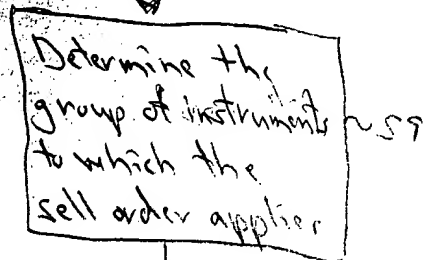 Determine the
group of instruments ~59
to which the
sell order applies